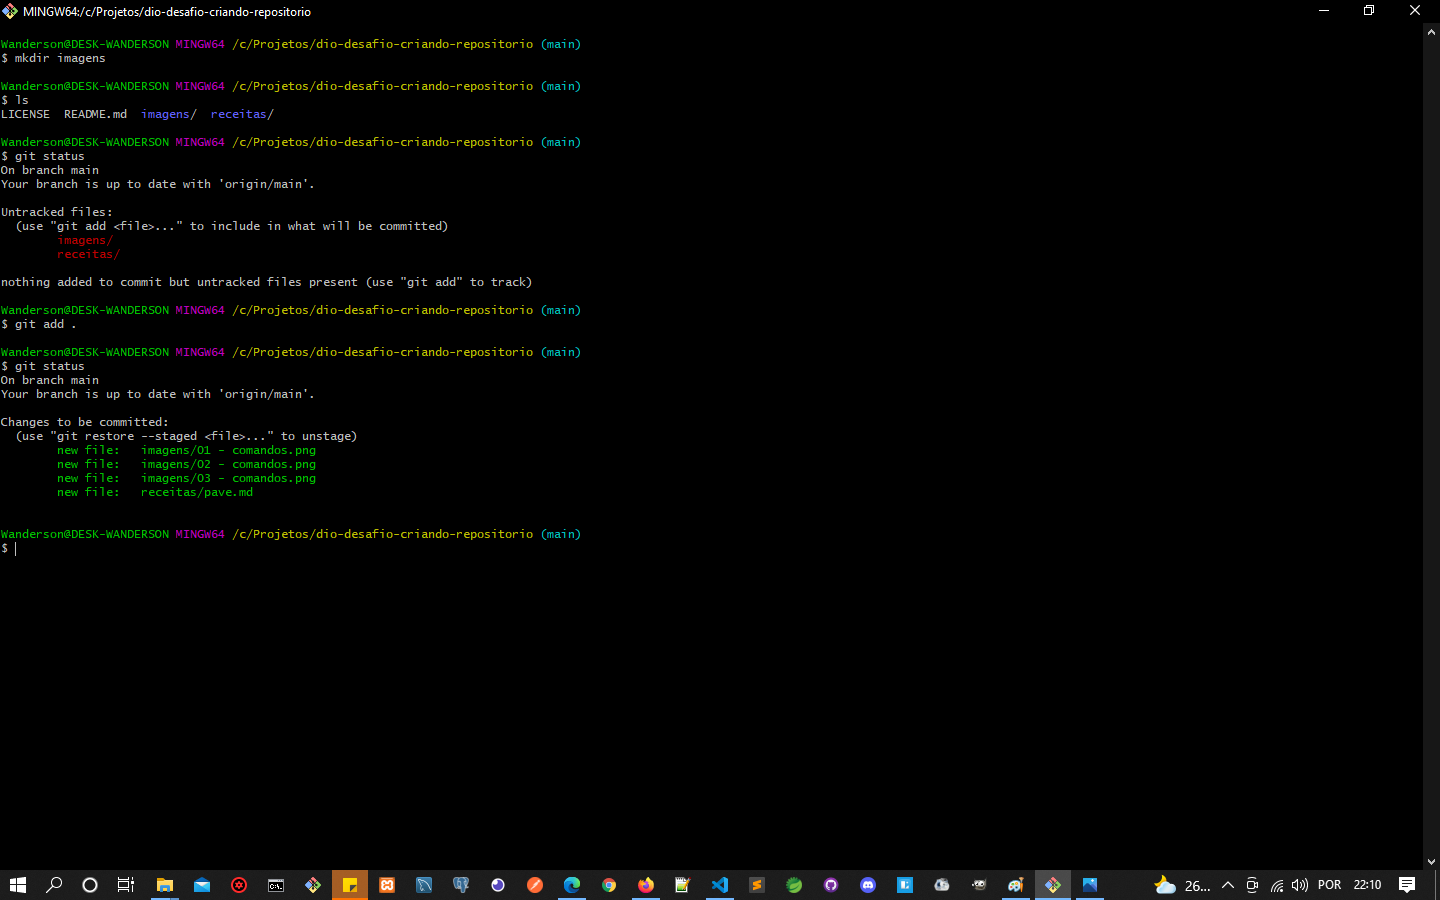 MINGW64:/c/Projetos/dio-desafio-criando-repositorio
Wanderson@DESK-WANDERSON MINGW64 /c/Projetos/dio-desafio-criando-repositorio (main)
$ mkdir imagens
Wanderson@DESK-WANDERSON MINGW64 /c/Projetos/dio-desafio-criando-repositorio (main)
$ ls
LICENSE  README.md  imagens/  receitas/
Wanderson@DESK-WANDERSON MINGW64 /c/Projetos/dio-desafio-criando-repositorio (main)
$ git status
On branch main
Your branch is up to date with 'origin/main'.
Untracked files:
  (use "git add <file>..." to include in what will be committed)
        imagens/
        receitas/
nothing added to commit but untracked files present (use "git add" to track)
Wanderson@DESK-WANDERSON MINGW64 /c/Projetos/dio-desafio-criando-repositorio (main)
$ git add .
Wanderson@DESK-WANDERSON MINGW64 /c/Projetos/dio-desafio-criando-repositorio (main)
$ git status
On branch main
Your branch is up to date with 'origin/main'.
Changes to be committed:
  (use "git restore --staged <file>..." to unstage)
        new file:   imagens/01 - comandos.png
        new file:   imagens/02 - comandos.png
        new file:   imagens/03 - comandos.png
        new file:   receitas/pave.md
Wanderson@DESK-WANDERSON MINGW64 /c/Projetos/dio-desafio-criando-repositorio (main)
$
26... POR 22:10